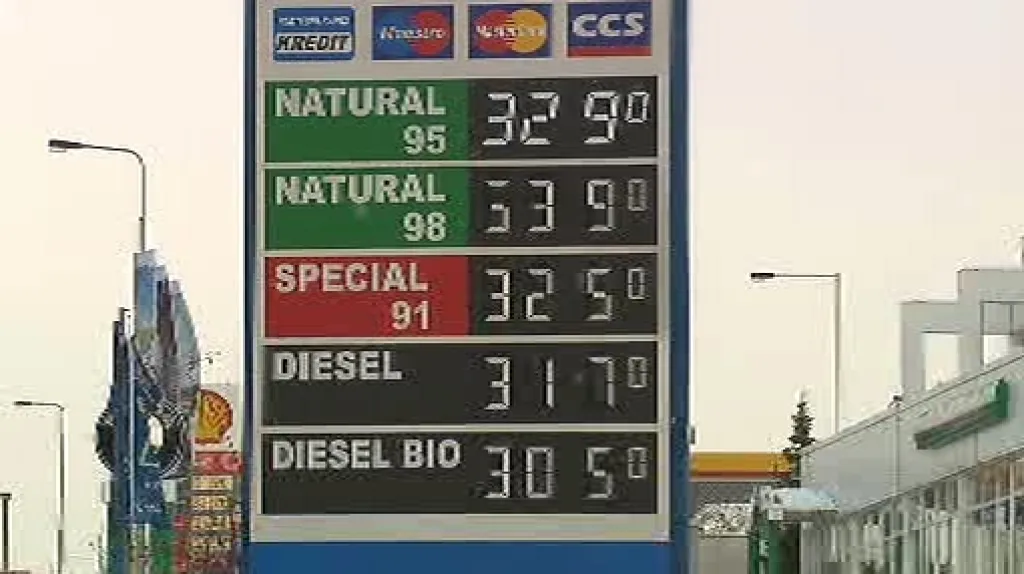 KREDIT
Maestro
MasterCard
CCS
NATURAL
95
32 90
NATURAL
98
33 90
SPECIAL
91
32 50
DIESEL
31 70
DIESEL BIO
30 50